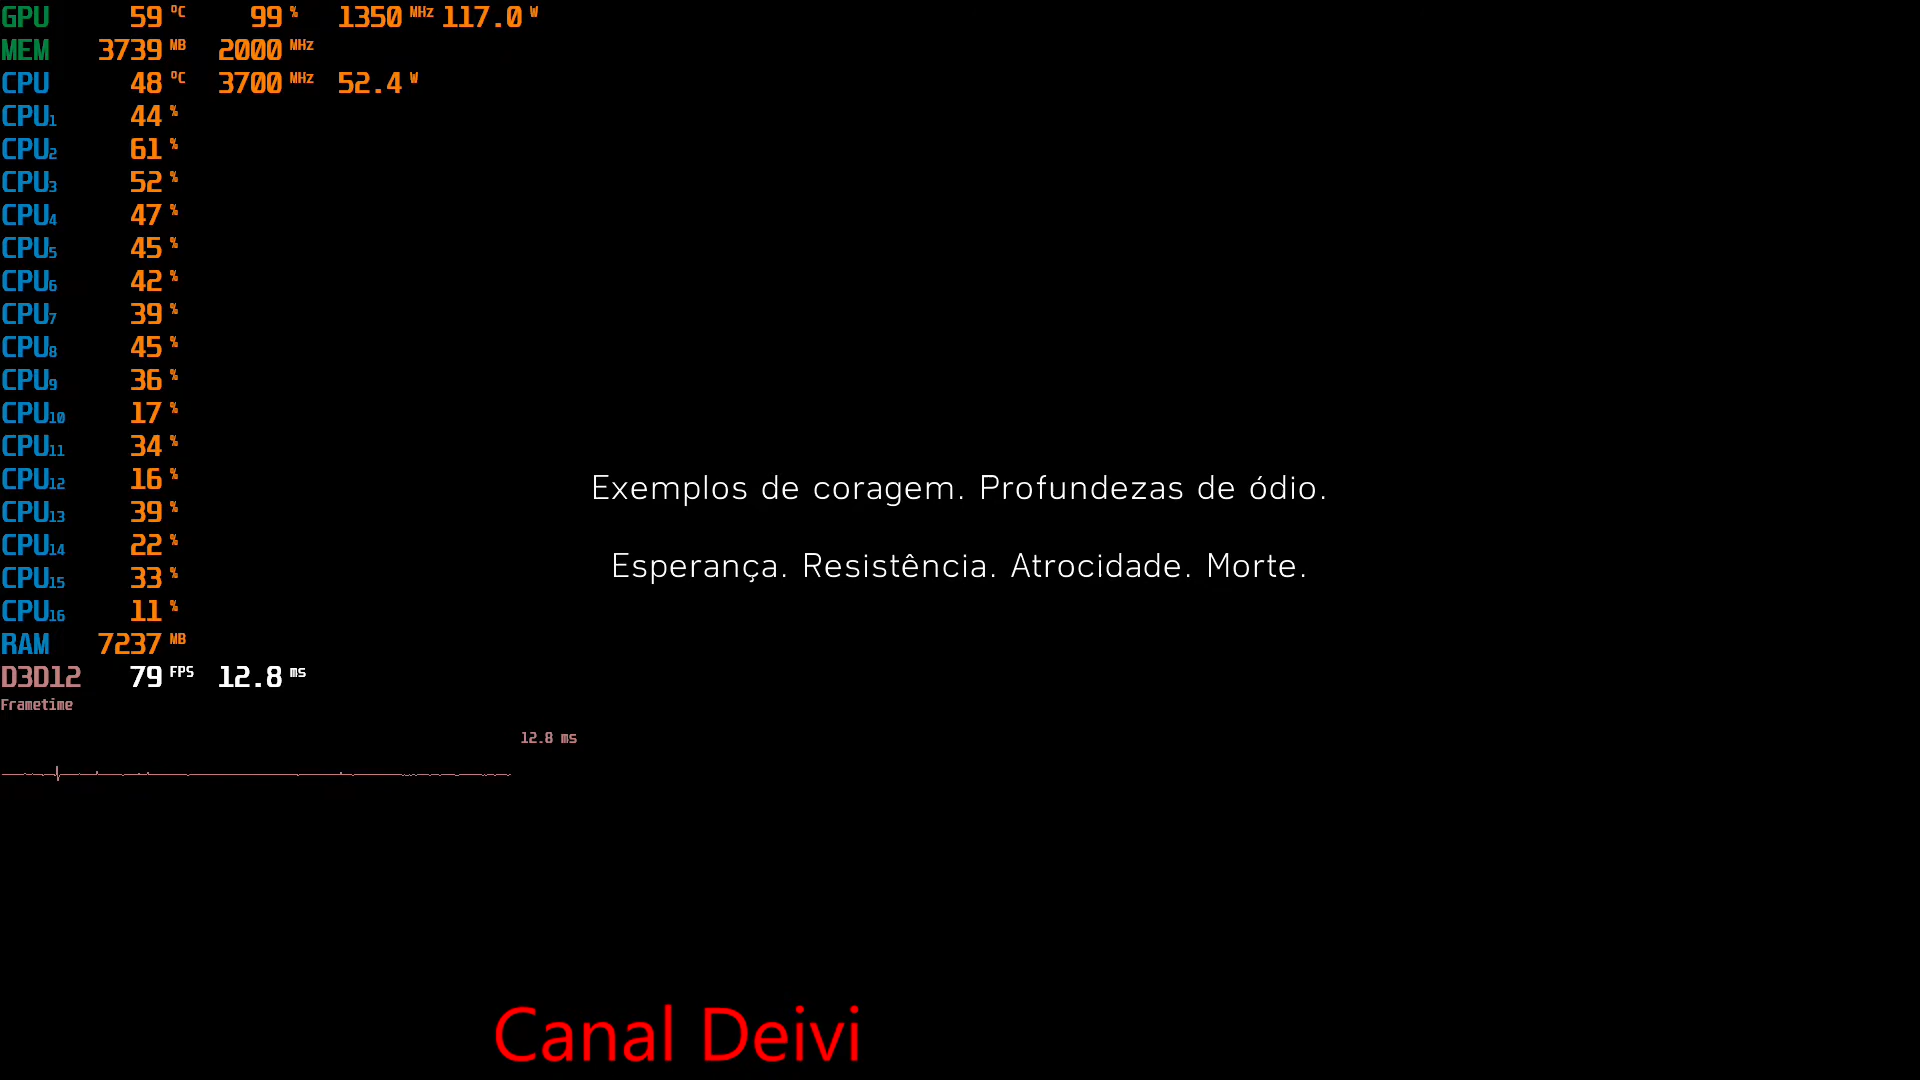 GPU 59 °C 99 % 1350 MHz 117.0 W
MEM 3739 MB 2000 MHz
CPU 48 °C 3700 MHz 52.4 W
CPU1 44 %
CPU2 61 %
CPU3 52 %
CPU4 47 %
CPU5 45 %
CPU6 42 %
CPU7 39 %
CPU8 45 %
CPU9 36 %
CPU10 17 %
CPU11 34 %
CPU12 16 %
CPU13 39 %
CPU14 22 %
CPU15 33 %
CPU16 11 %
RAM 7237 MB
D3D12 79 FPS 12.8 ms
Frametime
12.8 ms
Exemplos de coragem. Profundezas de ódio.
Esperança. Resistência. Atrocidade. Morte.
Canal Deivi